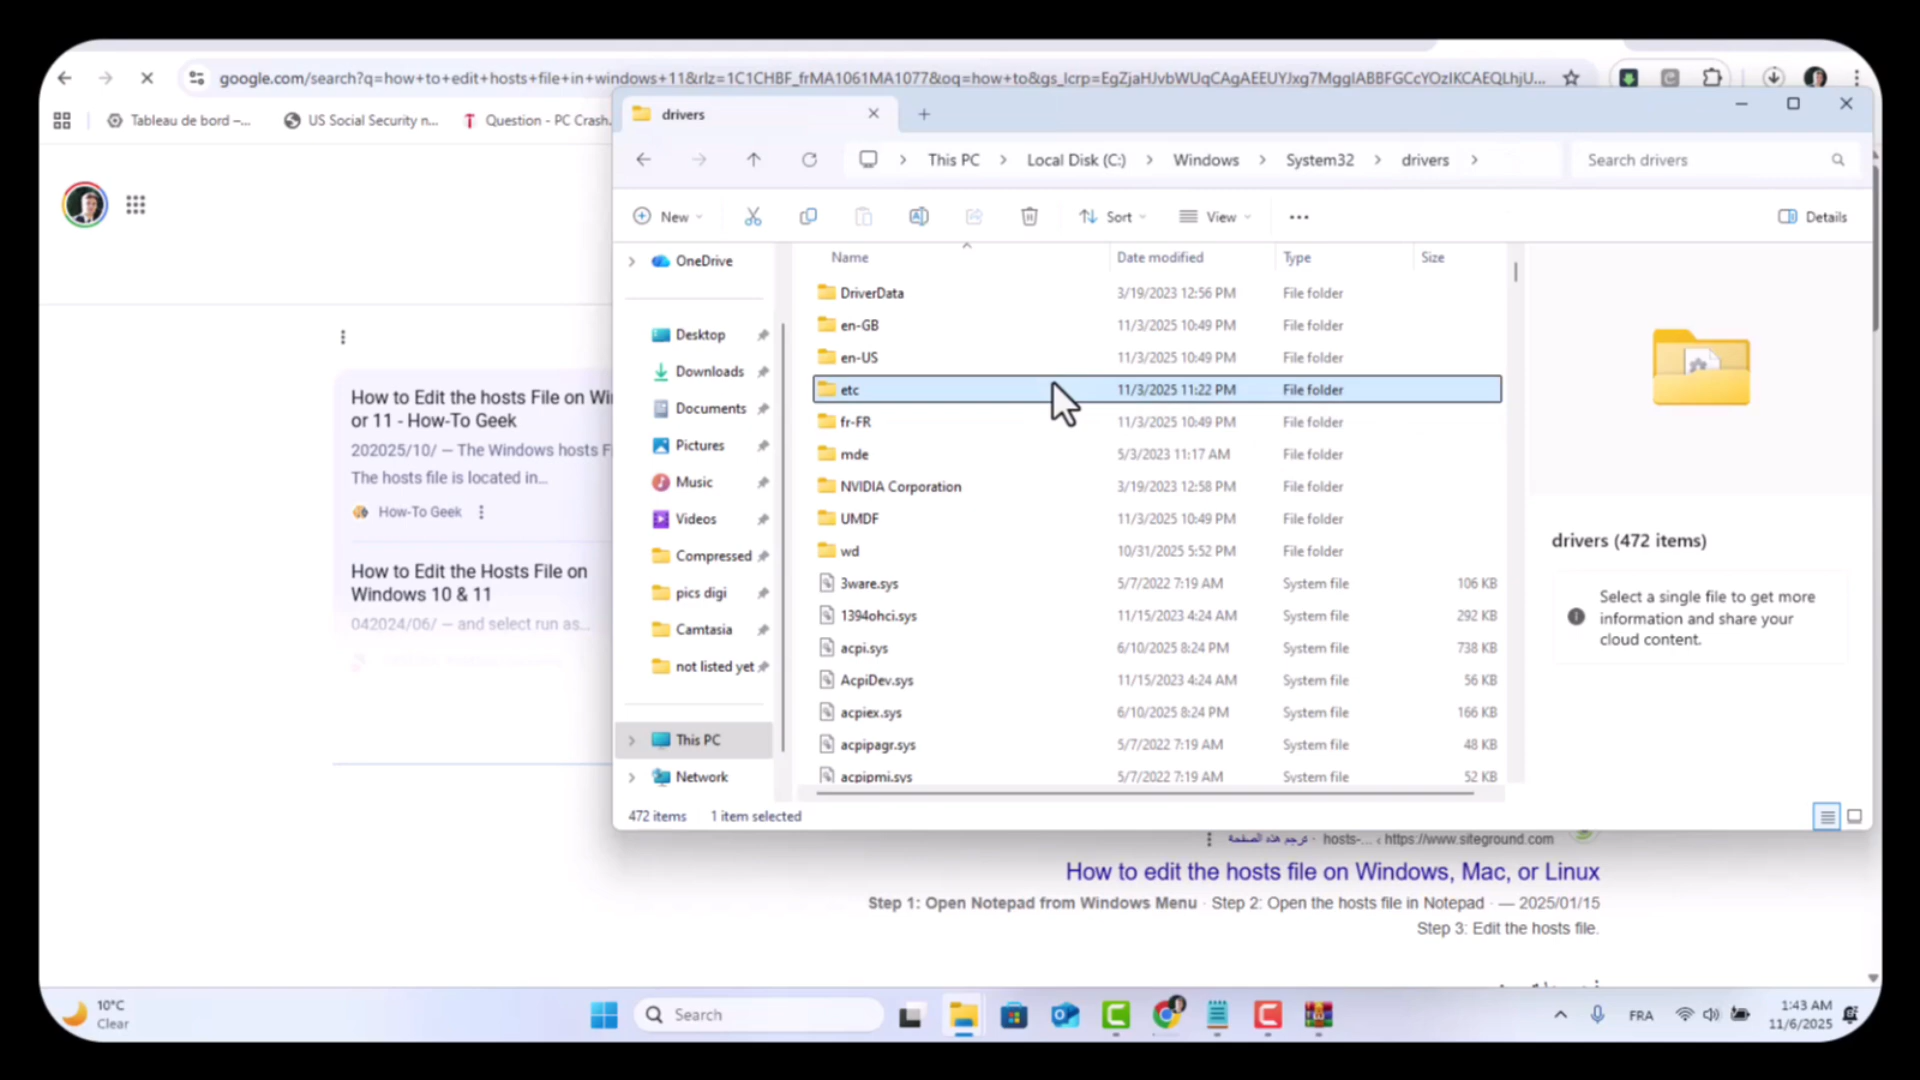 google.com/search?q=how+to+edit+hosts+file+in+windows+11&rlz=1C1CHBF_frMA1061MA1077&oq=how+to&gs_lcrp=EgZjaHJvbWUqCAgAEEUYJxg7MggIABBFGCcYOzIKCAEQLhjU...
Tableau de bord –...
US Social Security n...
Question - PC Crash
drivers
This PC
Local Disk (C:)
Windows
System32
drivers
Search drivers
New
Sort
View
Details
Name
Date modified
Type
Size
OneDrive
Desktop
Downloads
Documents
Pictures
Music
Videos
Compressed
pics digi
Camtasia
not listed yet
This PC
Network
DriverData 3/19/2023 12:56 PM File folder
en-GB 11/3/2025 10:49 PM File folder
en-US 11/3/2025 10:49 PM File folder
etc 11/3/2025 11:22 PM File folder
fr-FR 11/3/2025 10:49 PM File folder
mde 5/3/2023 11:17 AM File folder
NVIDIA Corporation 3/19/2023 12:58 PM File folder
UMDF 11/3/2025 10:49 PM File folder
wd 10/31/2025 5:52 PM File folder
3ware.sys 5/7/2022 7:19 AM System file 106 KB
1394ohci.sys 11/15/2023 4:24 AM System file 292 KB
acpi.sys 6/10/2025 8:24 PM System file 738 KB
AcpiDev.sys 11/15/2023 4:24 AM System file 56 KB
acpiex.sys 6/10/2025 8:24 PM System file 166 KB
acpipagr.sys 5/7/2022 7:19 AM System file 48 KB
acpipmi.sys 5/7/2022 7:19 AM System file 52 KB
drivers (472 items)
Select a single file to get more
information and share your
cloud content.
472 items 1 item selected
How to Edit the hosts File on Wi
or 11 - How-To Geek
202025/10/ — The Windows hosts F
The hosts file is located in...
How-To Geek
How to Edit the Hosts File on
Windows 10 & 11
042024/06/ — and select run as...
ترجم هذه الصفحة · hosts-... ‹ https://www.siteground.com
How to edit the hosts file on Windows, Mac, or Linux
Step 1: Open Notepad from Windows Menu · Step 2: Open the hosts file in Notepad · — 2025/01/15
Step 3: Edit the hosts file.
10°C
Clear
Search
FRA
1:43 AM
11/6/2025